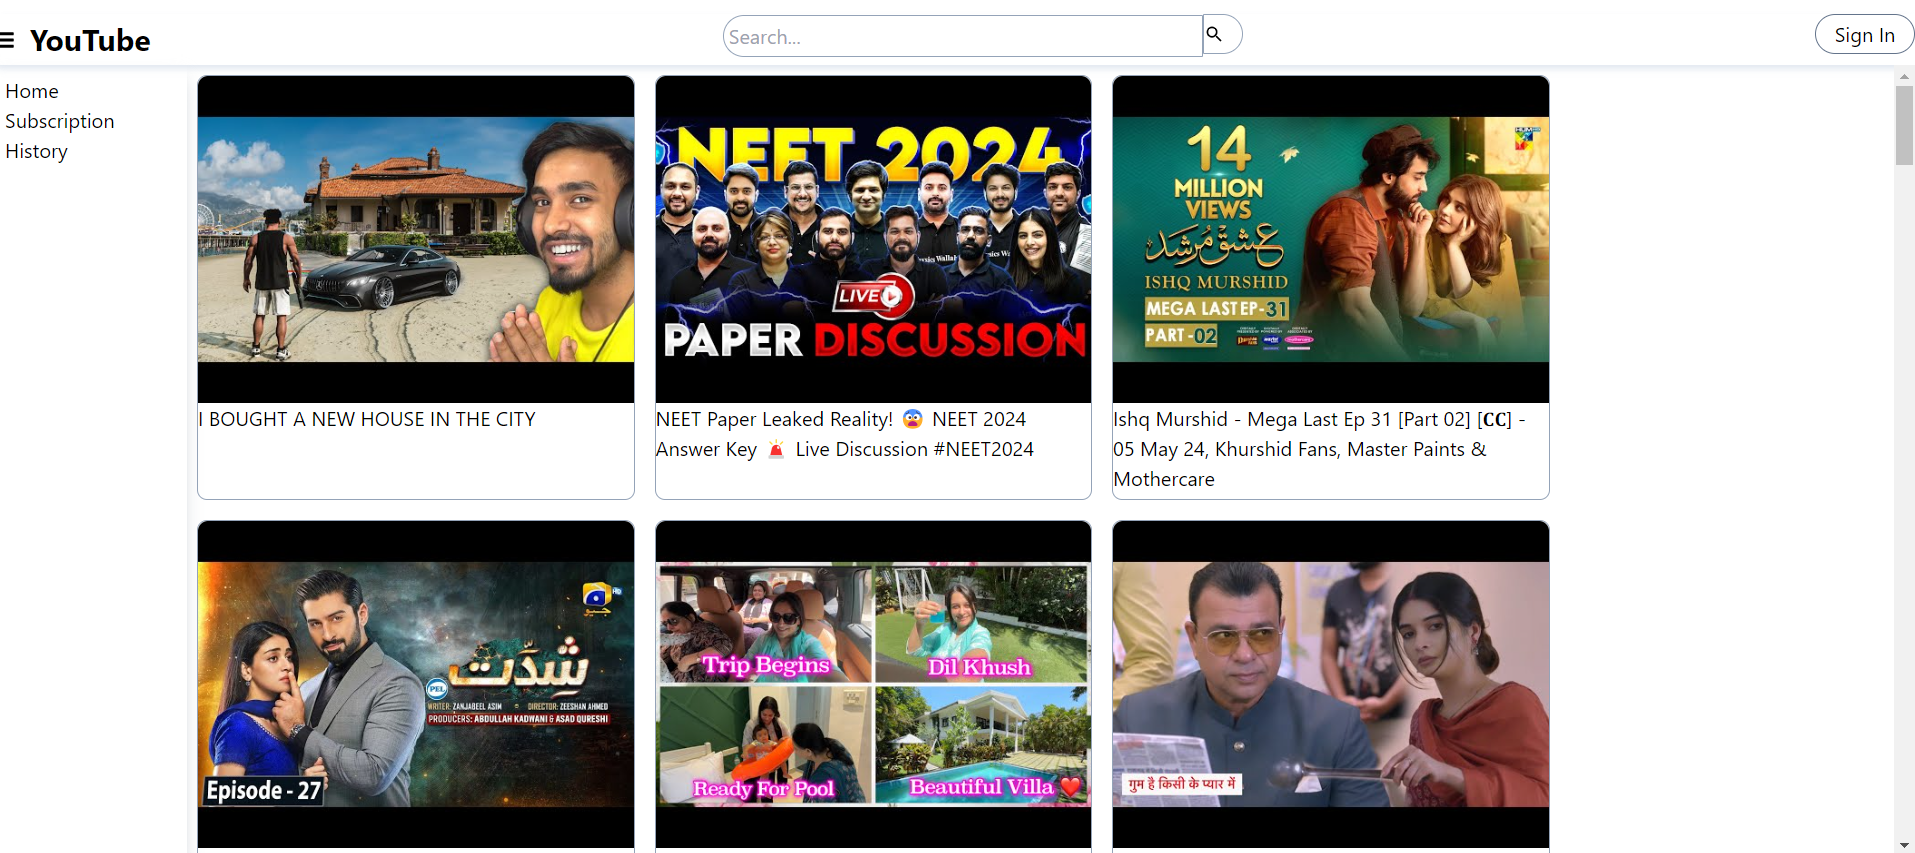 YouTube
Search...
Sign In
Home
Subscription
History
NEET 2024
LIVE
PAPER DISCUSSION
14
MILLION
VIEWS
عشق مُرشد
ISHQ MURSHID
MEGA LAST EP-31
PART-02
HUM
I BOUGHT A NEW HOUSE IN THE CITY
NEET Paper Leaked Reality! 😱 NEET 2024
Answer Key 🚨 Live Discussion #NEET2024
Ishq Murshid - Mega Last Ep 31 [Part 02] [𝐂𝐂] -
05 May 24, Khurshid Fans, Master Paints &
Mothercare
شدّت
PEL
WRITER: ZANJABEEL ASIM DIRECTOR: ZEESHAN AHMED
PRODUCERS: ABDULLAH KADWANI & ASAD QURESHI
Episode - 27
Trip Begins
Dil Khush
Ready For Pool
Beautiful Villa ❤️
गुम है किसी के प्यार में